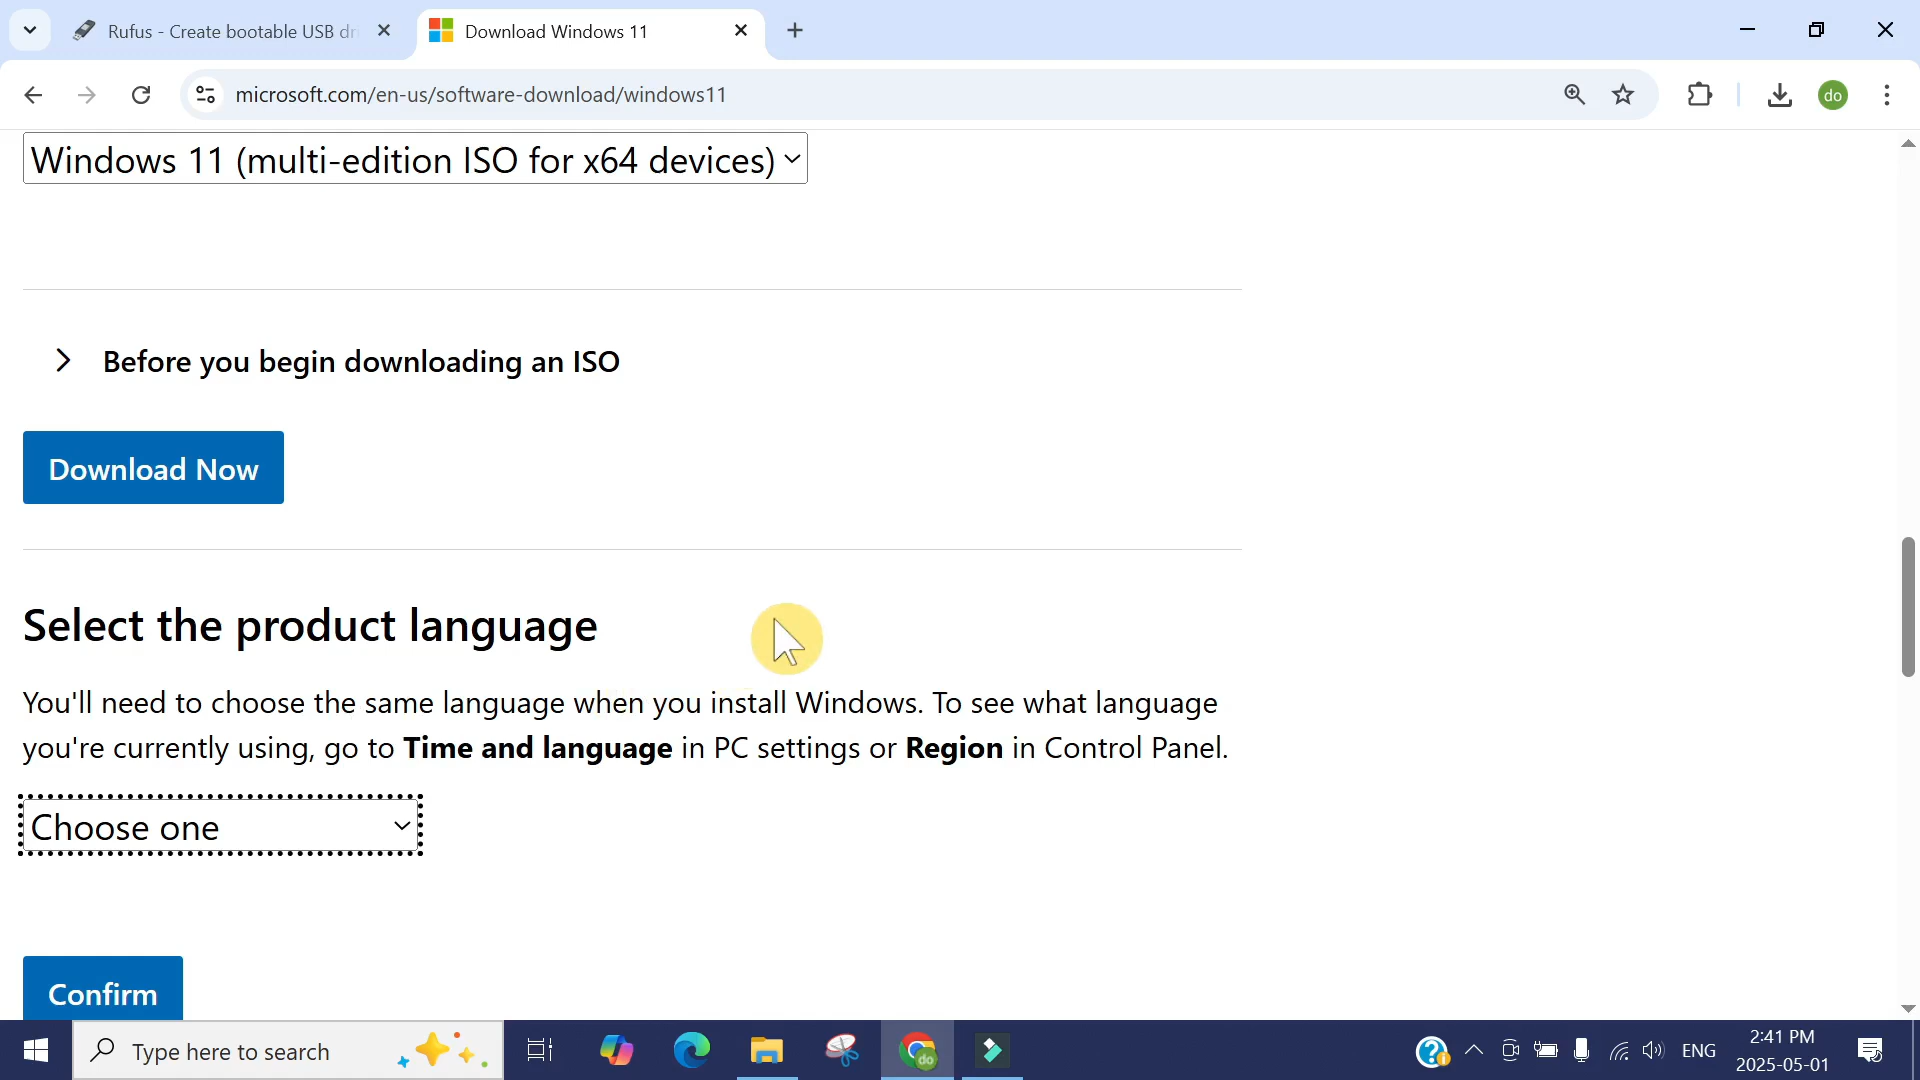 Rufus - Create bootable USB dr
Download Windows 11
microsoft.com/en-us/software-download/windows11
do
Windows 11 (multi-edition ISO for x64 devices)
Before you begin downloading an ISO
Download Now
Select the product language
You'll need to choose the same language when you install Windows. To see what language
you're currently using, go to Time and language in PC settings or Region in Control Panel.
Choose one
Confirm
Type here to search
do
ENG
2:41 PM
2025-05-01